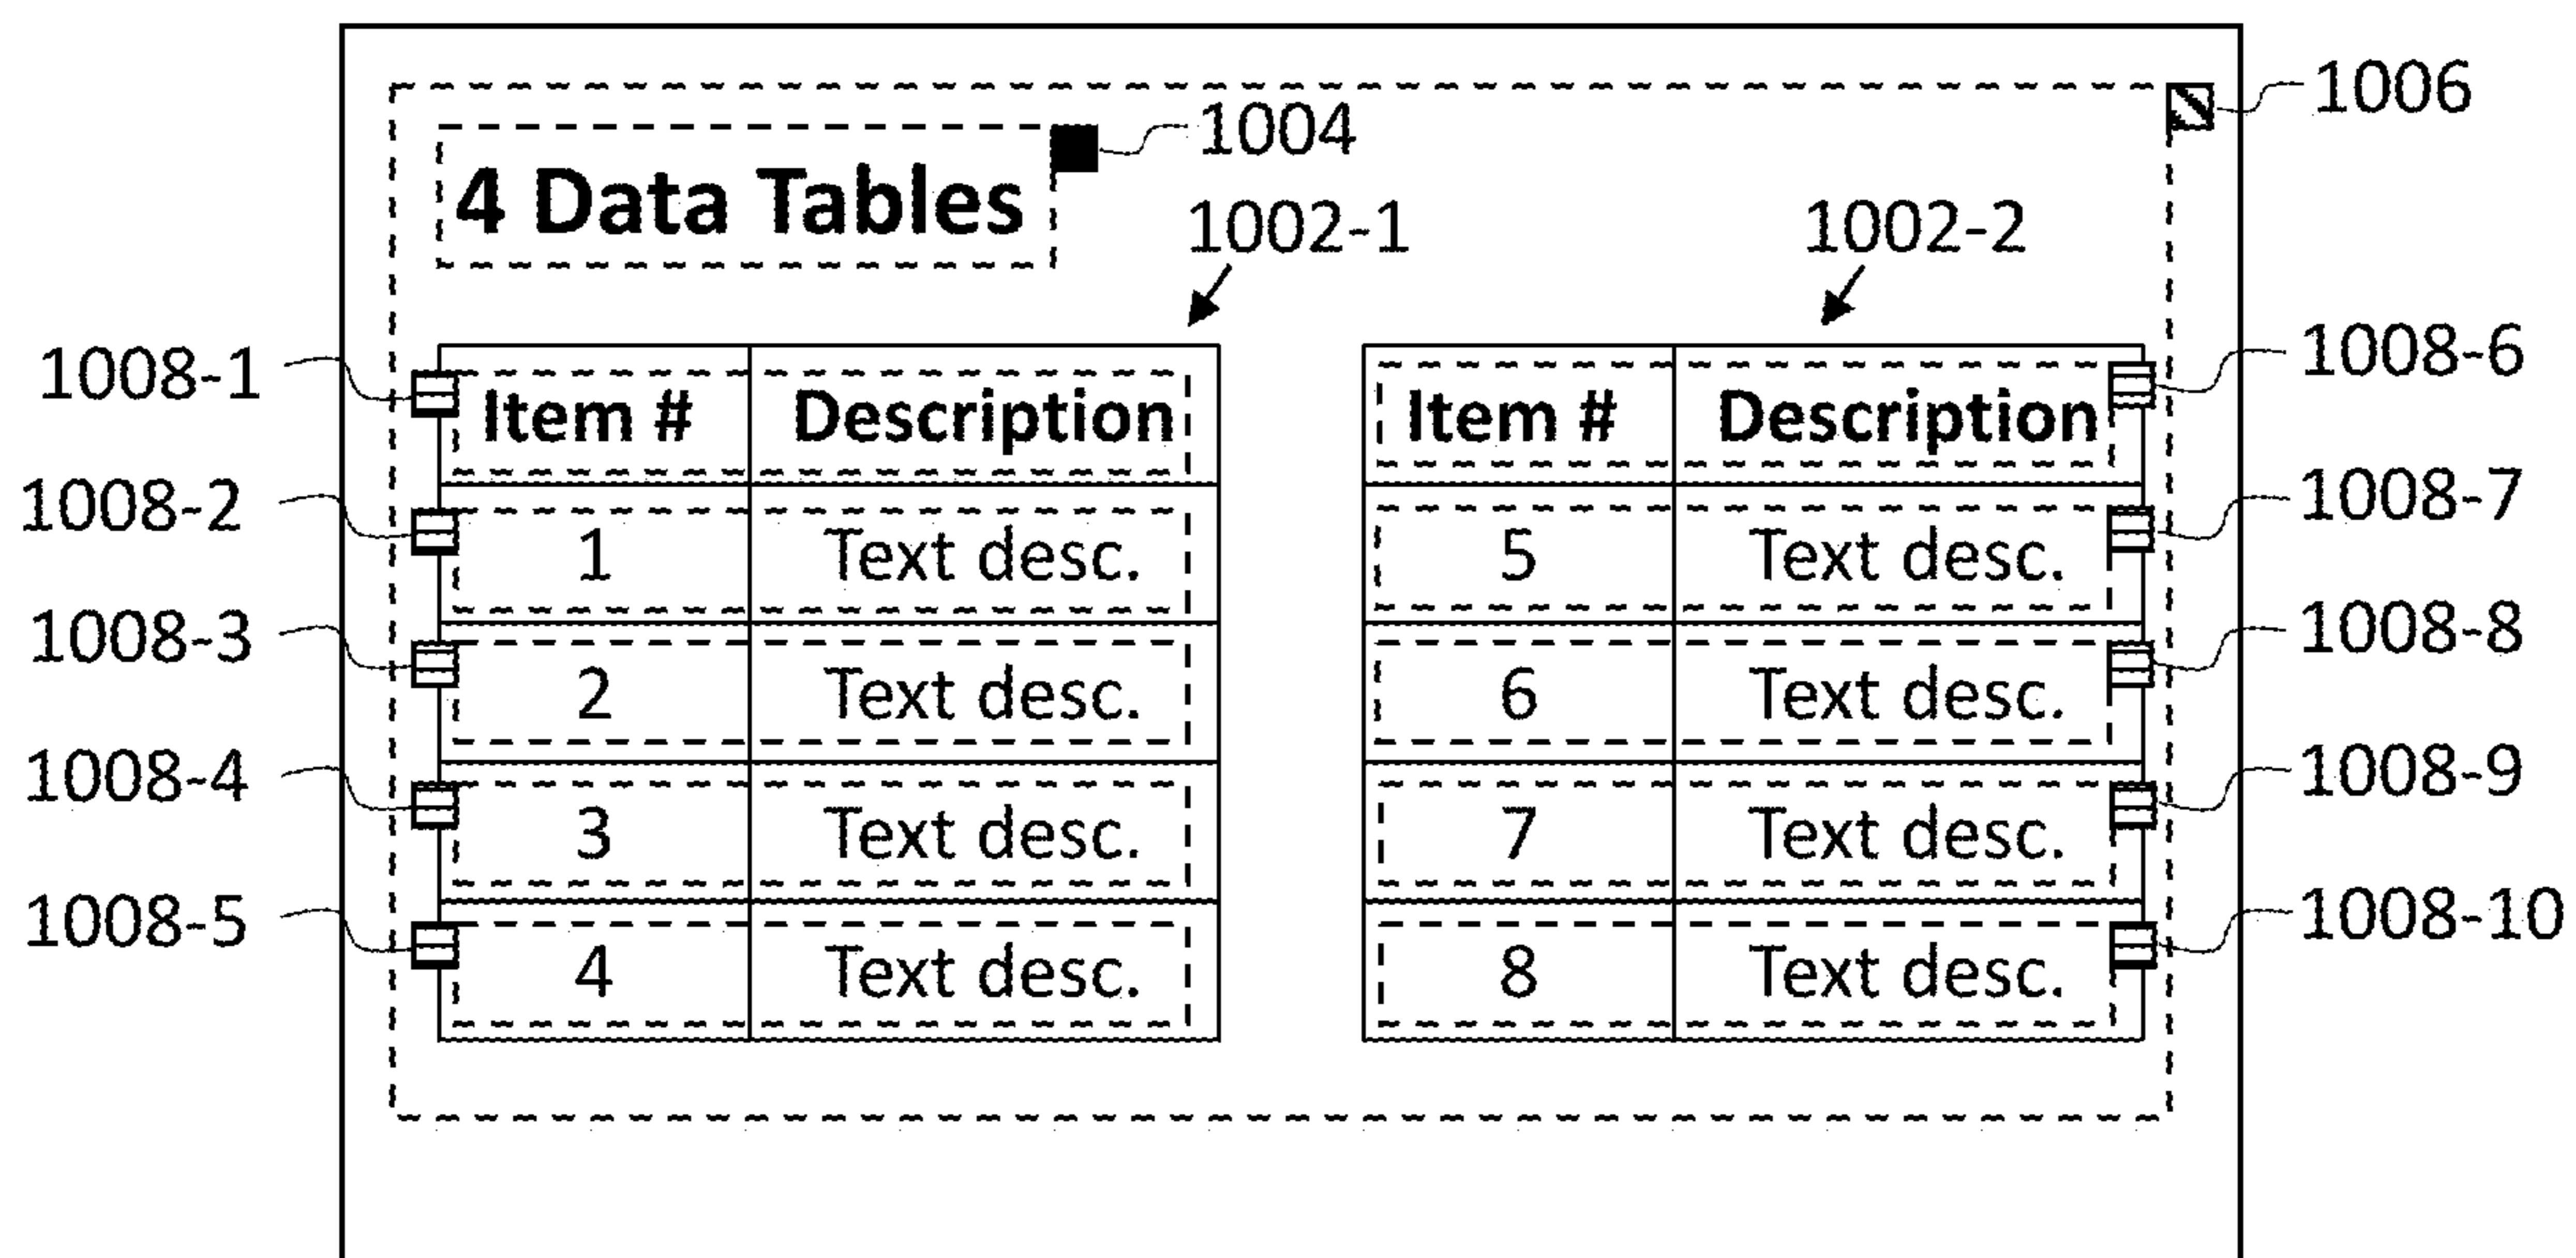 1006
1004
4 Data Tables
1002-1 1002-2
1008-1 Item # Description Item # Description 1008-6
1008-2 1 Text desc. 5 Text desc. 1008-7
1008-3 2 Text desc. 6 Text desc. 1008-8
1008-4 3 Text desc. 7 Text desc. 1008-9
1008-5 4 Text desc. 8 Text desc. 1008-10